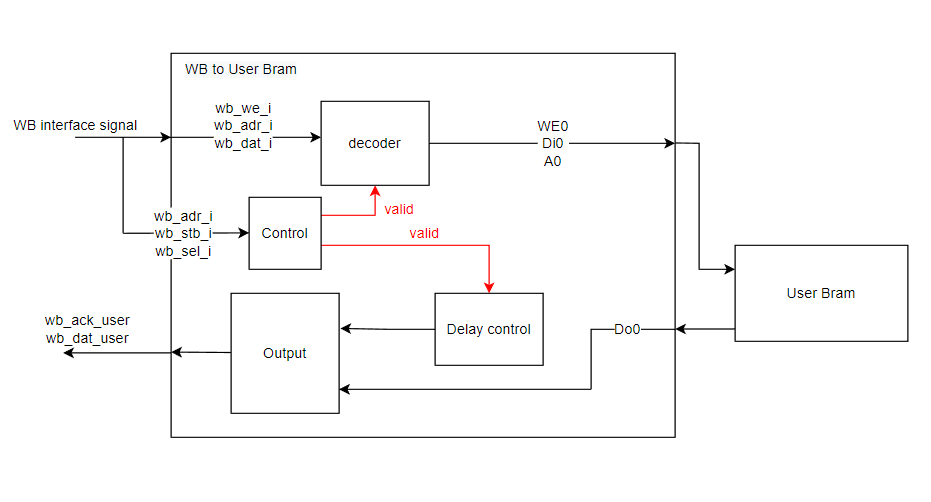 WB to User Bram
WB interface signal
wb_we_i
wb_adr_i
wb_dat_i
decoder
WE0
Di0
A0
valid
wb_adr_i
wb_stb_i
wb_sel_i
Control
valid
User Bram
wb_ack_user
wb_dat_user
Output
Delay control
Do0